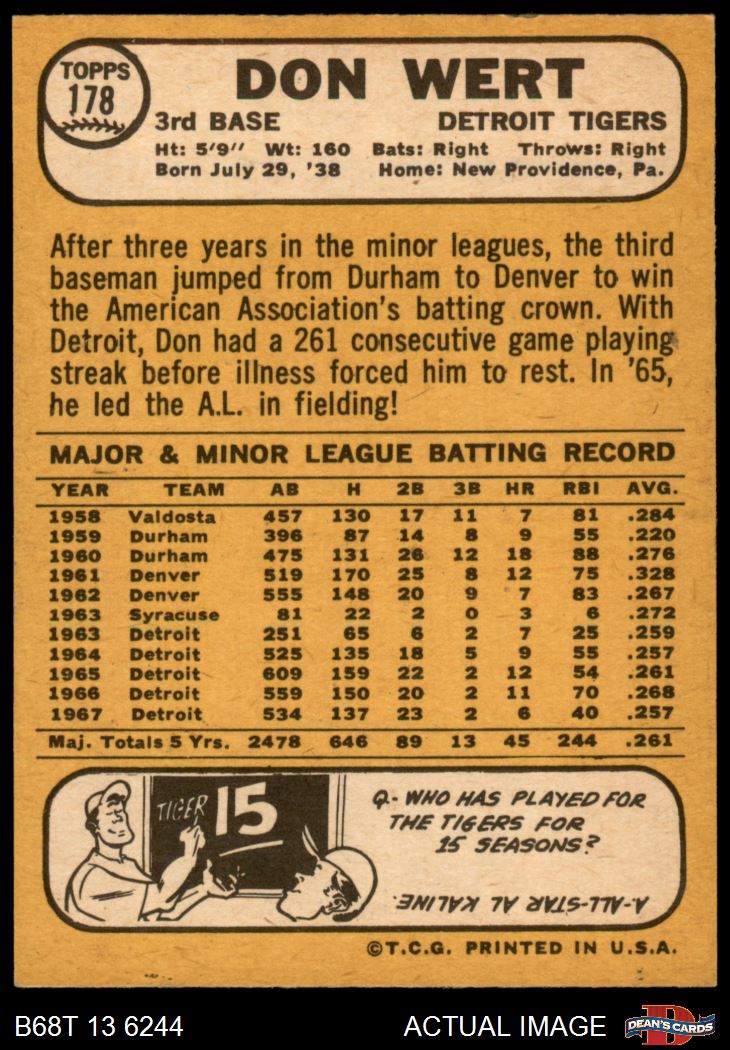 TOPPS
178
DON WERT
3rd BASE DETROIT TIGERS
Ht: 5'9" Wt: 160 Bats: Right Throws: Right
Born July 29, '38 Home: New Providence, Pa.
After three years in the minor leagues, the third
baseman jumped from Durham to Denver to win
the American Association's batting crown. With
Detroit, Don had a 261 consecutive game playing
streak before illness forced him to rest. In '65,
he led the A.L. in fielding!
MAJOR & MINOR LEAGUE BATTING RECORD
YEAR TEAM AB H 2B 3B HR RBI AVG.
1958 Valdosta 457 130 17 11 7 81 .284
1959 Durham 396 87 14 8 9 55 .220
1960 Durham 475 131 26 12 18 88 .276
1961 Denver 519 170 25 8 12 75 .328
1962 Denver 555 148 20 9 7 83 .267
1963 Syracuse 81 22 2 0 3 6 .272
1963 Detroit 251 65 6 2 7 25 .259
1964 Detroit 525 135 18 5 9 55 .257
1965 Detroit 609 159 22 2 12 54 .261
1966 Detroit 559 150 20 2 11 70 .268
1967 Detroit 534 137 23 2 6 40 .257
Maj. Totals 5 Yrs. 2478 646 89 13 45 244 .261
TIGER 15
Q-WHO HAS PLAYED FOR
THE TIGERS FOR
15 SEASONS?
A-ALL-STAR AL KALINE.
©T.C.G. PRINTED IN U.S.A.
B68T 13 6244 ACTUAL IMAGE D DEAN'S CARDS